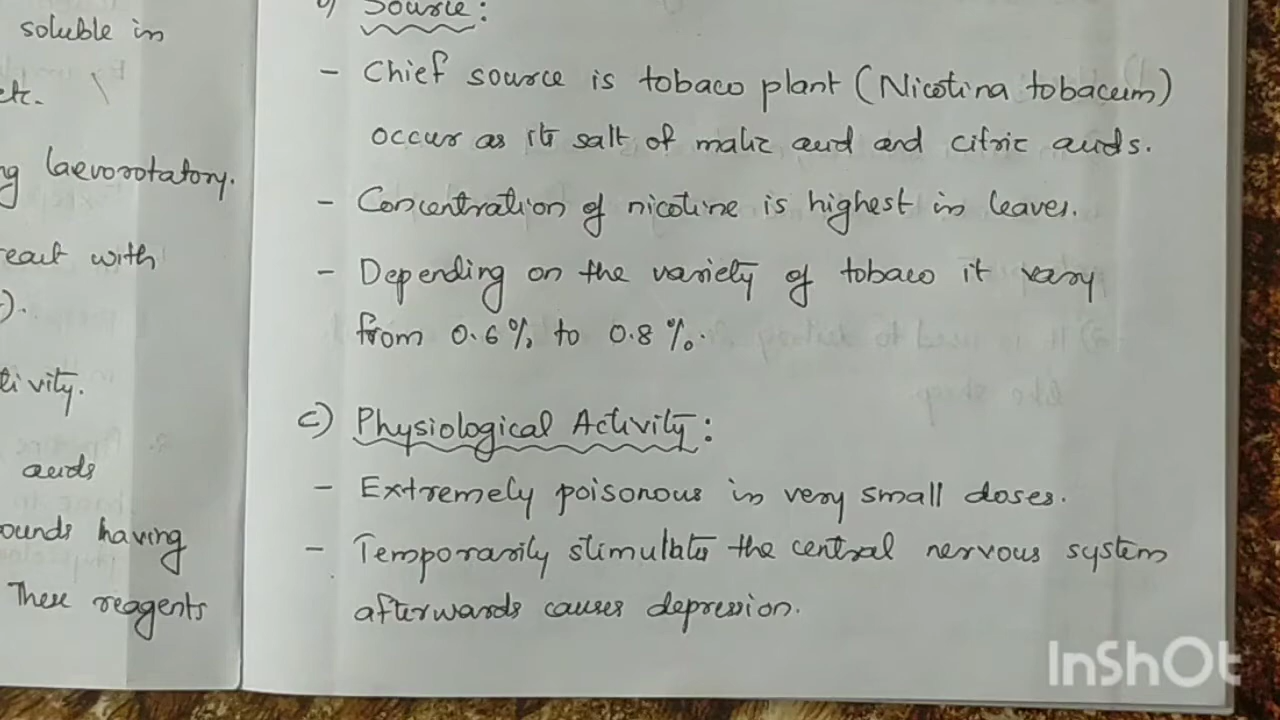 soluble in
etc.
laevorotatory.
react with
).
tivity.
auds
ounds having
These reagents
Source:
- Chief source is tobaco plant (Nicotina tobacum)
occur as its salt of malic acid and citric acids.
- Concentration of nicotine is highest in leaves.
- Depending on the variety of tobaco it vary
from 0.6% to 0.8%.
c) Physiological Activity:
- Extremely poisonous in very small doses.
- Temporarily stimulates the central nervous system
afterwards causes depression.
InShOt